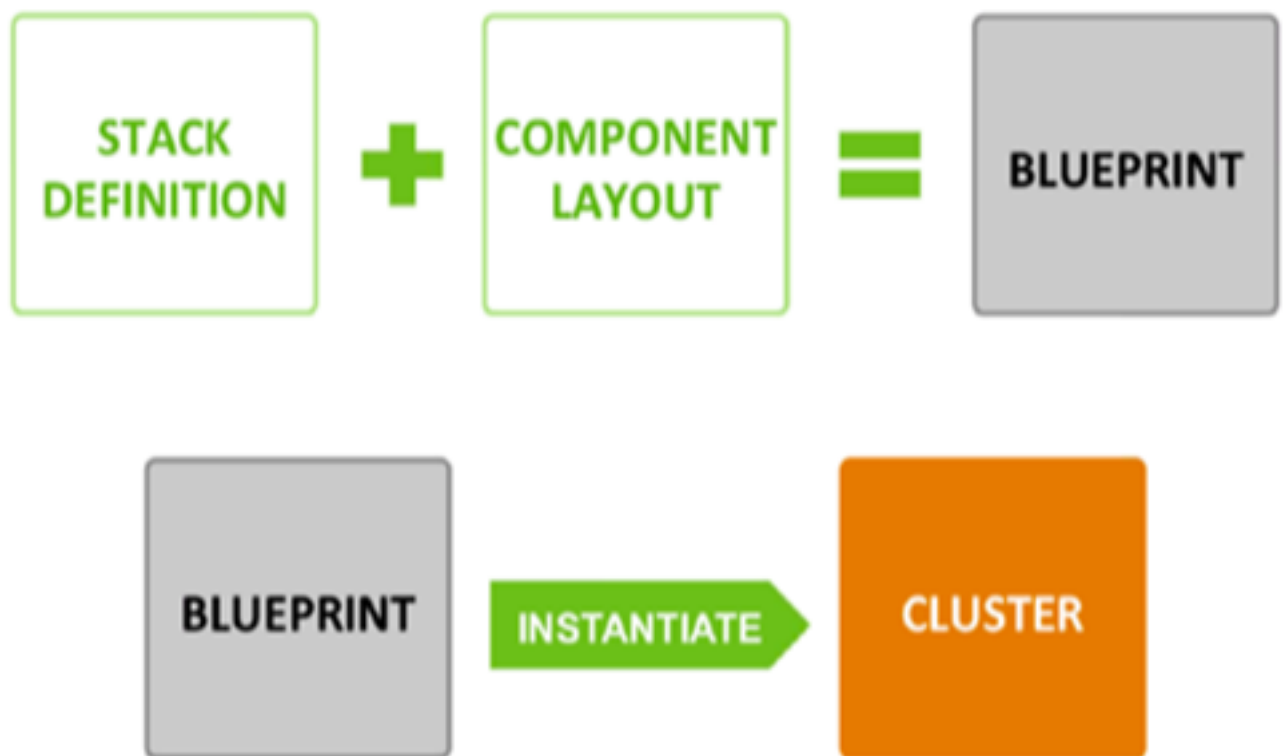 STACK
DEFINITION
COMPONENT
LAYOUT
BLUEPRINT
BLUEPRINT
INSTANTIATE
CLUSTER